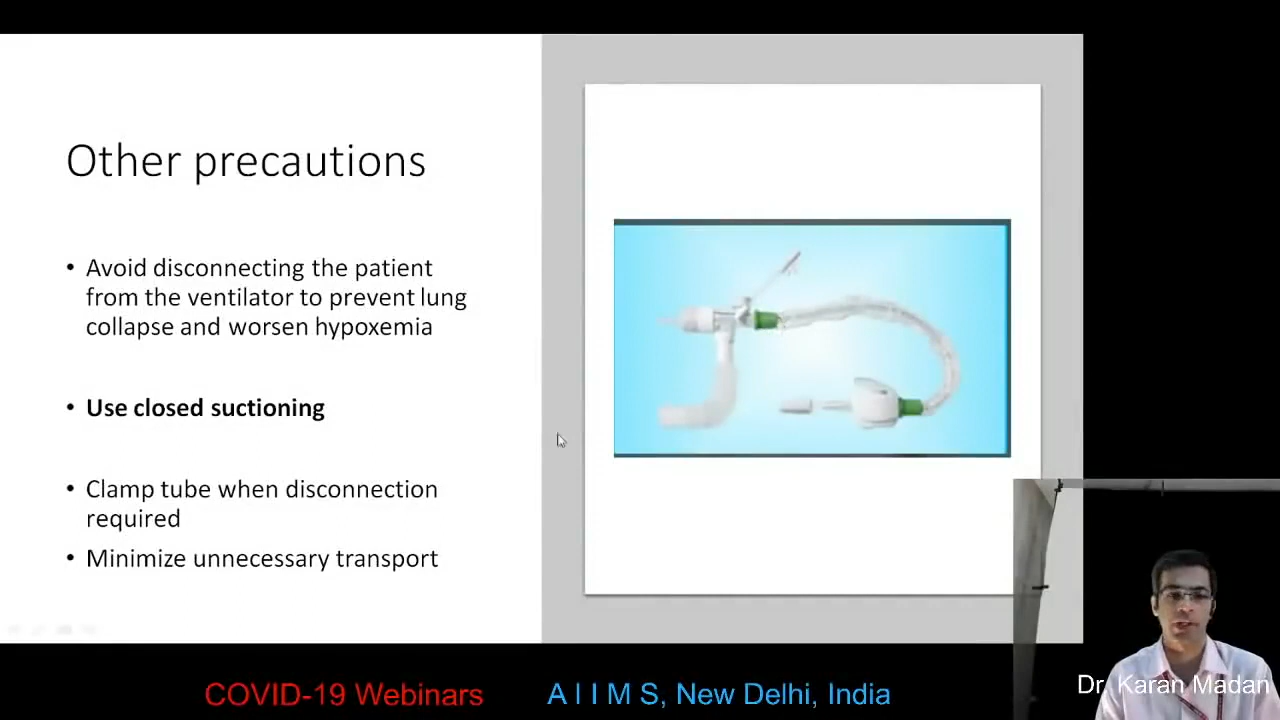 Other precautions
• Avoid disconnecting the patient
from the ventilator to prevent lung
collapse and worsen hypoxemia
• Use closed suctioning
• Clamp tube when disconnection
required
• Minimize unnecessary transport
Dr. Karan Madan
COVID-19 Webinars
A I I M S, New Delhi, India